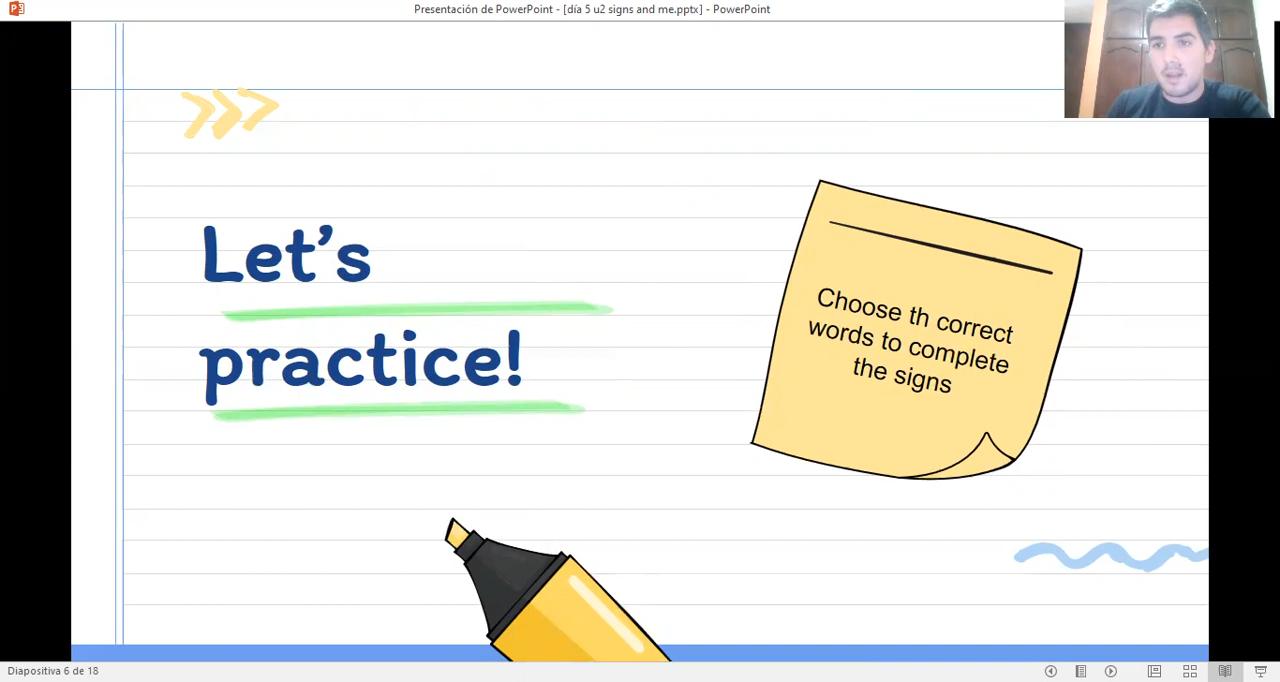 Presentación de PowerPoint - [día 5 u2 signs and me.pptx] - PowerPoint
Let's
practice!
Choose th correct
words to complete
the signs
Diapositiva 6 de 18